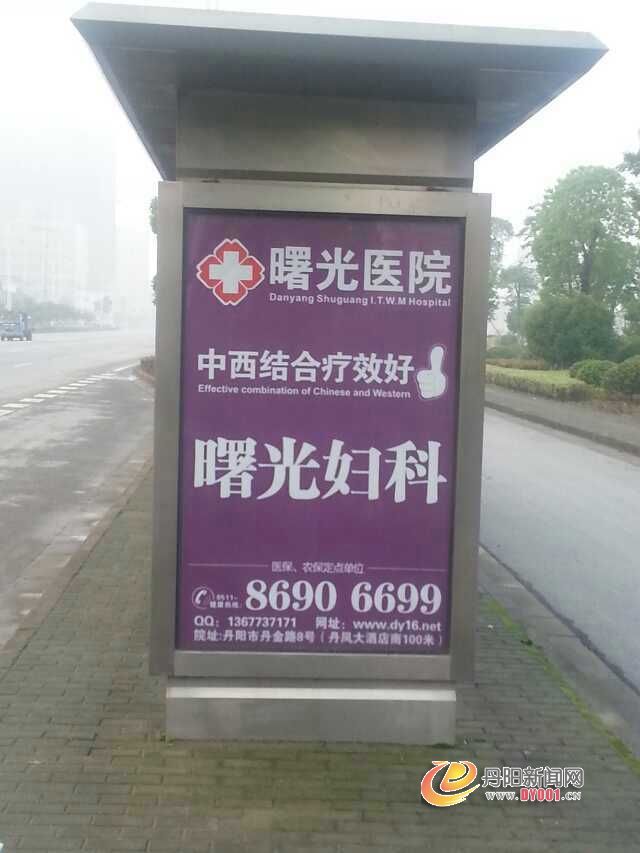 曙光医院
Danyang Shuguang I.T.W.M Hospital
中西结合疗效好
Effective combination of Chinese and Western
曙光妇科
医保、农保定点单位
0511-
健康热线: 8690 6699
QQ: 1367737171 网址: www.dy16.net
院址:丹阳市丹金路8号(丹凤大酒店南100米)
丹阳新闻网
WWW.DY001.CN